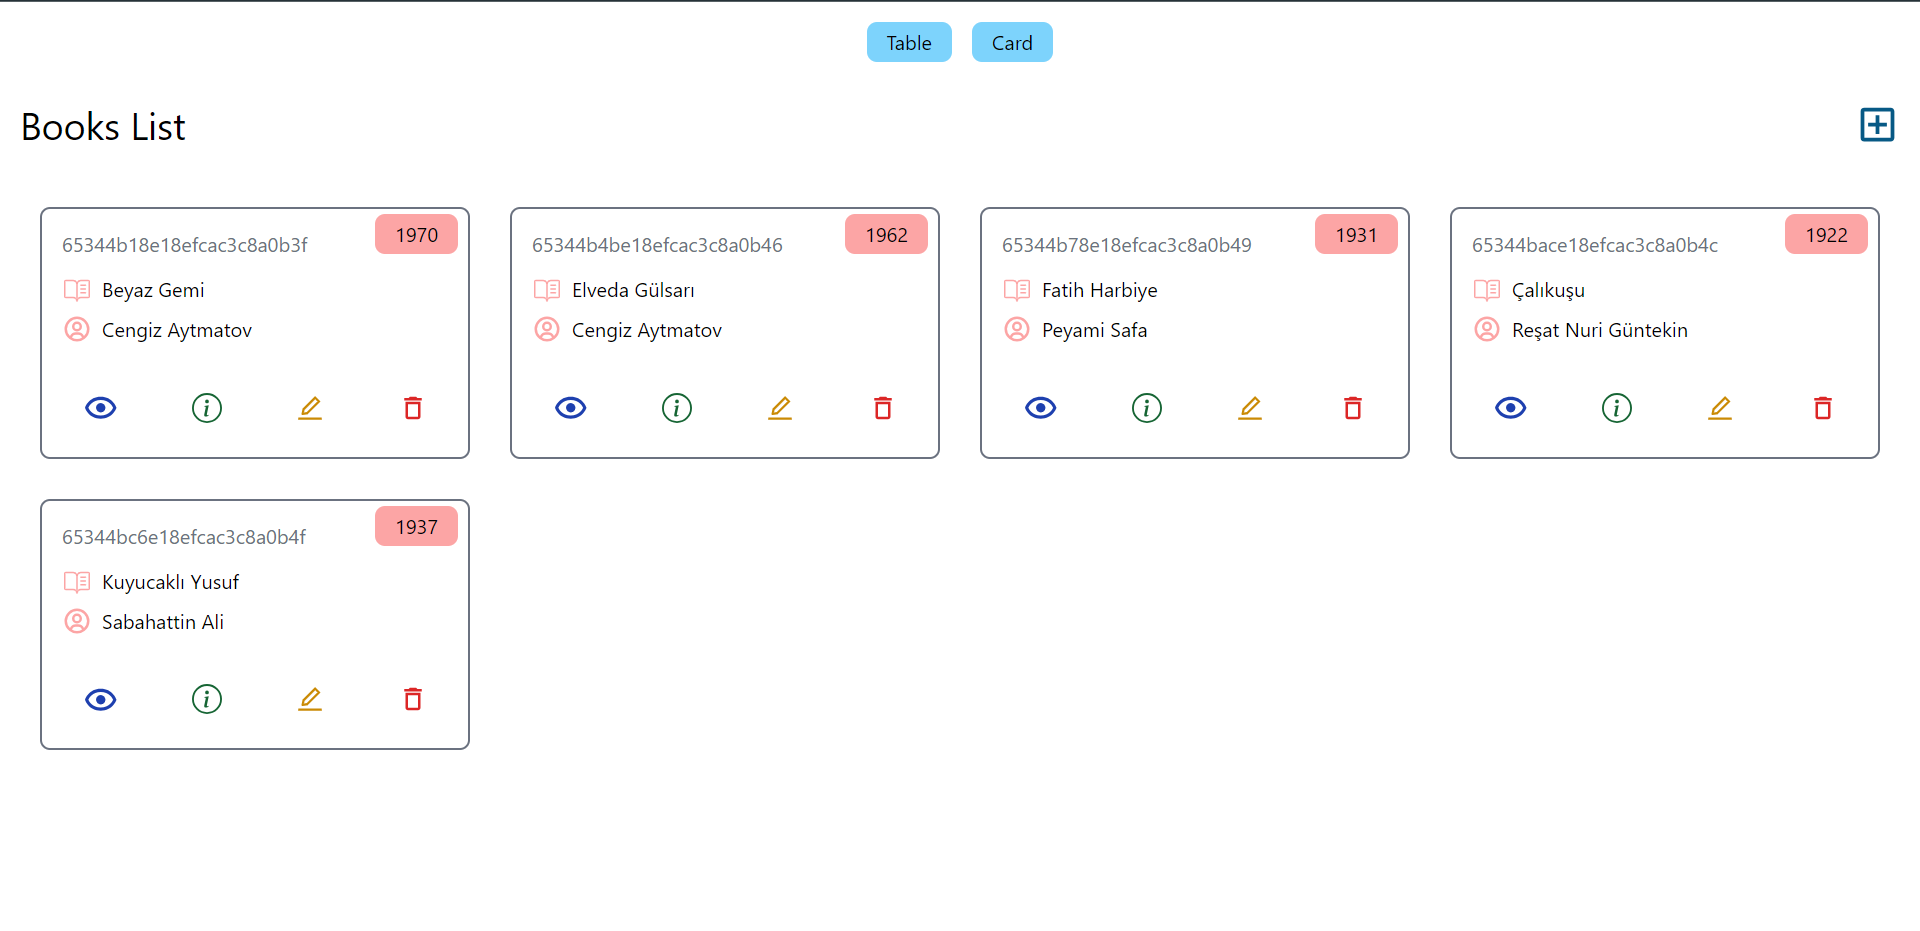 Table
Card
Books List
65344b18e18efcac3c8a0b3f
1970
Beyaz Gemi
Cengiz Aytmatov
65344b4be18efcac3c8a0b46
1962
Elveda Gülsarı
Cengiz Aytmatov
65344b78e18efcac3c8a0b49
1931
Fatih Harbiye
Peyami Safa
65344bace18efcac3c8a0b4c
1922
Çalıkuşu
Reşat Nuri Güntekin
65344bc6e18efcac3c8a0b4f
1937
Kuyucaklı Yusuf
Sabahattin Ali